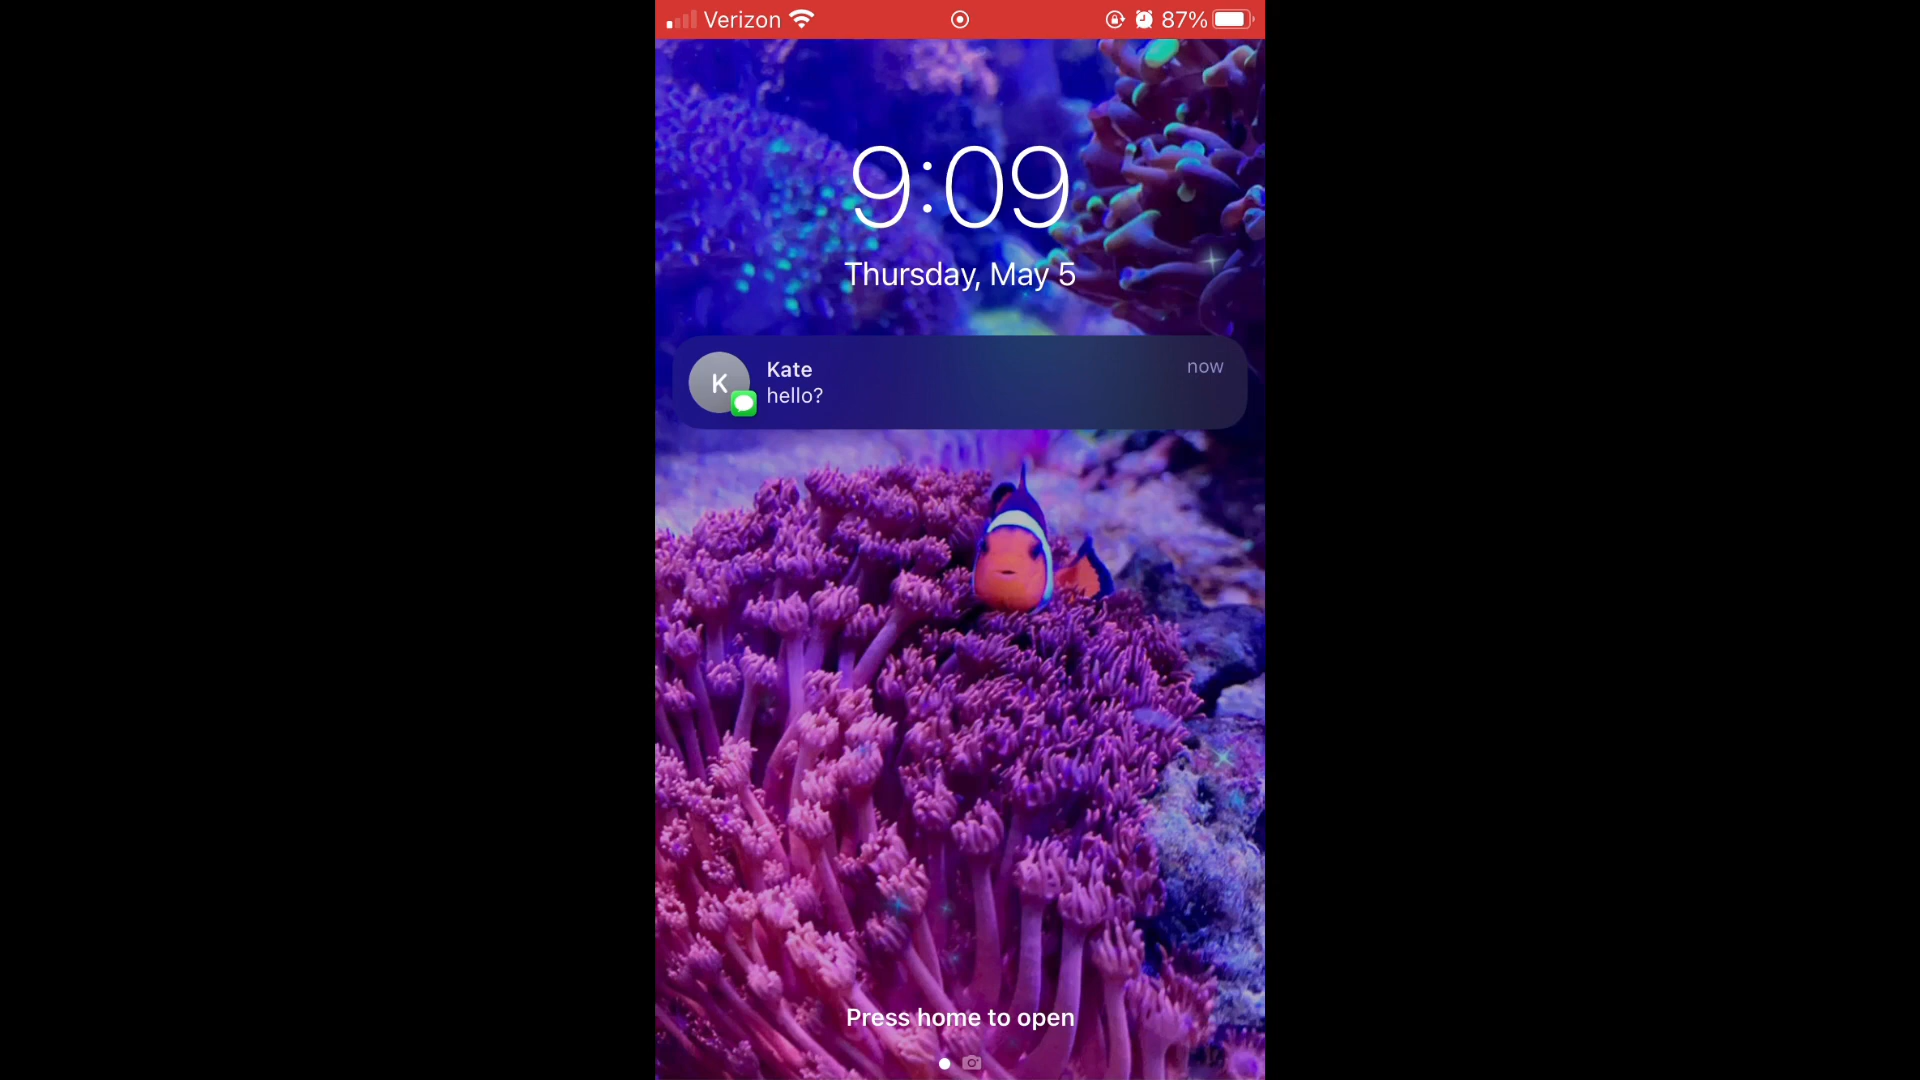 Verizon 87%
9:09
Thursday, May 5
K
Kate
now
hello?
Press home to open